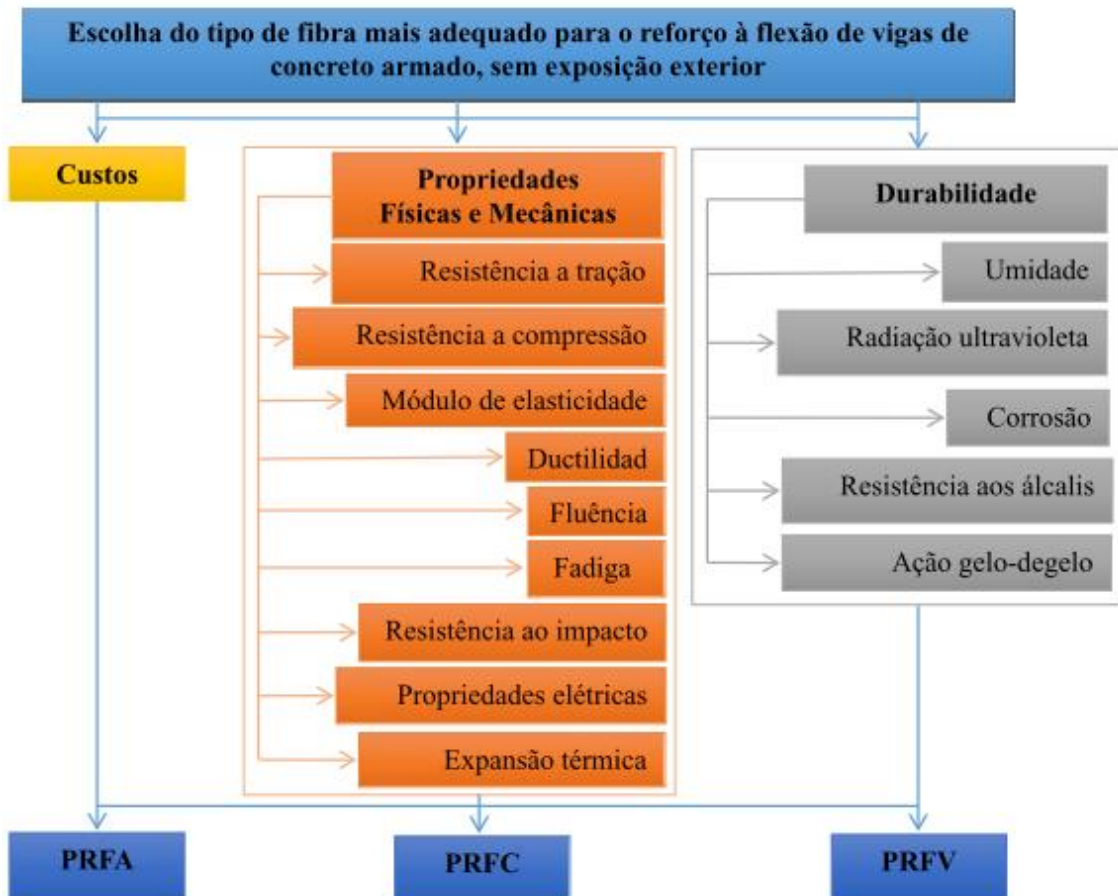 Escolha do tipo de fibra mais adequado para o reforço à flexão de vigas de
concreto armado, sem exposição exterior
Custos
Propriedades
Físicas e Mecânicas
Resistência a tração
Resistência a compressão
Módulo de elasticidade
Ductilidad
Fluência
Fadiga
Resistência ao impacto
Propriedades elétricas
Expansão térmica
Durabilidade
Umidade
Radiação ultravioleta
Corrosão
Resistência aos álcalis
Ação gelo-degelo
PRFA
PRFC
PRFV